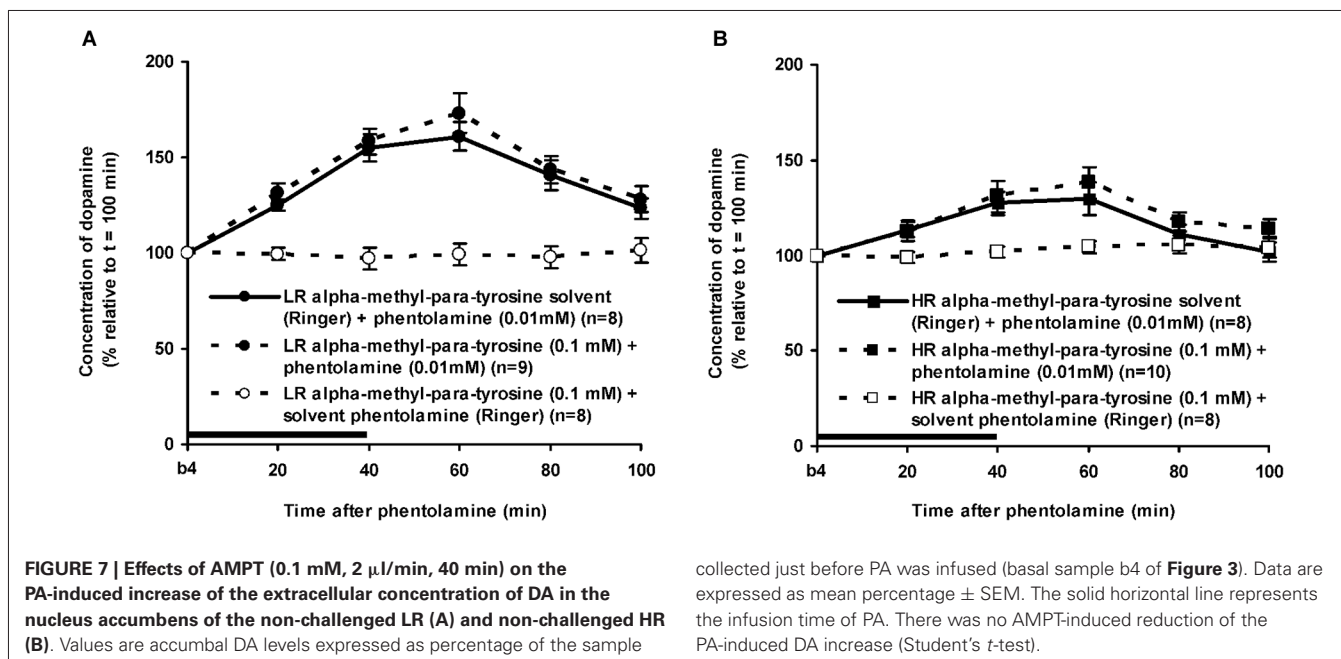 A
200
150
100
50
0
Concentration of dopamine
(% relative to t = 100 min)
LR alpha-methyl-para-tyrosine solvent
(Ringer) + phentolamine (0.01mM) (n=8)
LR alpha-methyl-para-tyrosine (0.1 mM) +
phentolamine (0.01mM) (n=9)
LR alpha-methyl-para-tyrosine (0.1 mM) +
solvent phentolamine (Ringer) (n=8)
b4 20 40 60 80 100
Time after phentolamine (min)
B
200
150
100
50
0
Concentration of dopamine
(% relative to t = 100 min)
HR alpha-methyl-para-tyrosine solvent
(Ringer) + phentolamine (0.01mM) (n=8)
HR alpha-methyl-para-tyrosine (0.1 mM) +
phentolamine (0.01mM) (n=10)
HR alpha-methyl-para-tyrosine (0.1 mM) +
solvent phentolamine (Ringer) (n=8)
b4 20 40 60 80 100
Time after phentolamine (min)
FIGURE 7 | Effects of AMPT (0.1 mM, 2 μl/min, 40 min) on the
PA-induced increase of the extracellular concentration of DA in the
nucleus accumbens of the non-challenged LR (A) and non-challenged HR
(B). Values are accumbal DA levels expressed as percentage of the sample
collected just before PA was infused (basal sample b4 of Figure 3). Data are
expressed as mean percentage ± SEM. The solid horizontal line represents
the infusion time of PA. There was no AMPT-induced reduction of the
PA-induced DA increase (Student's t-test).